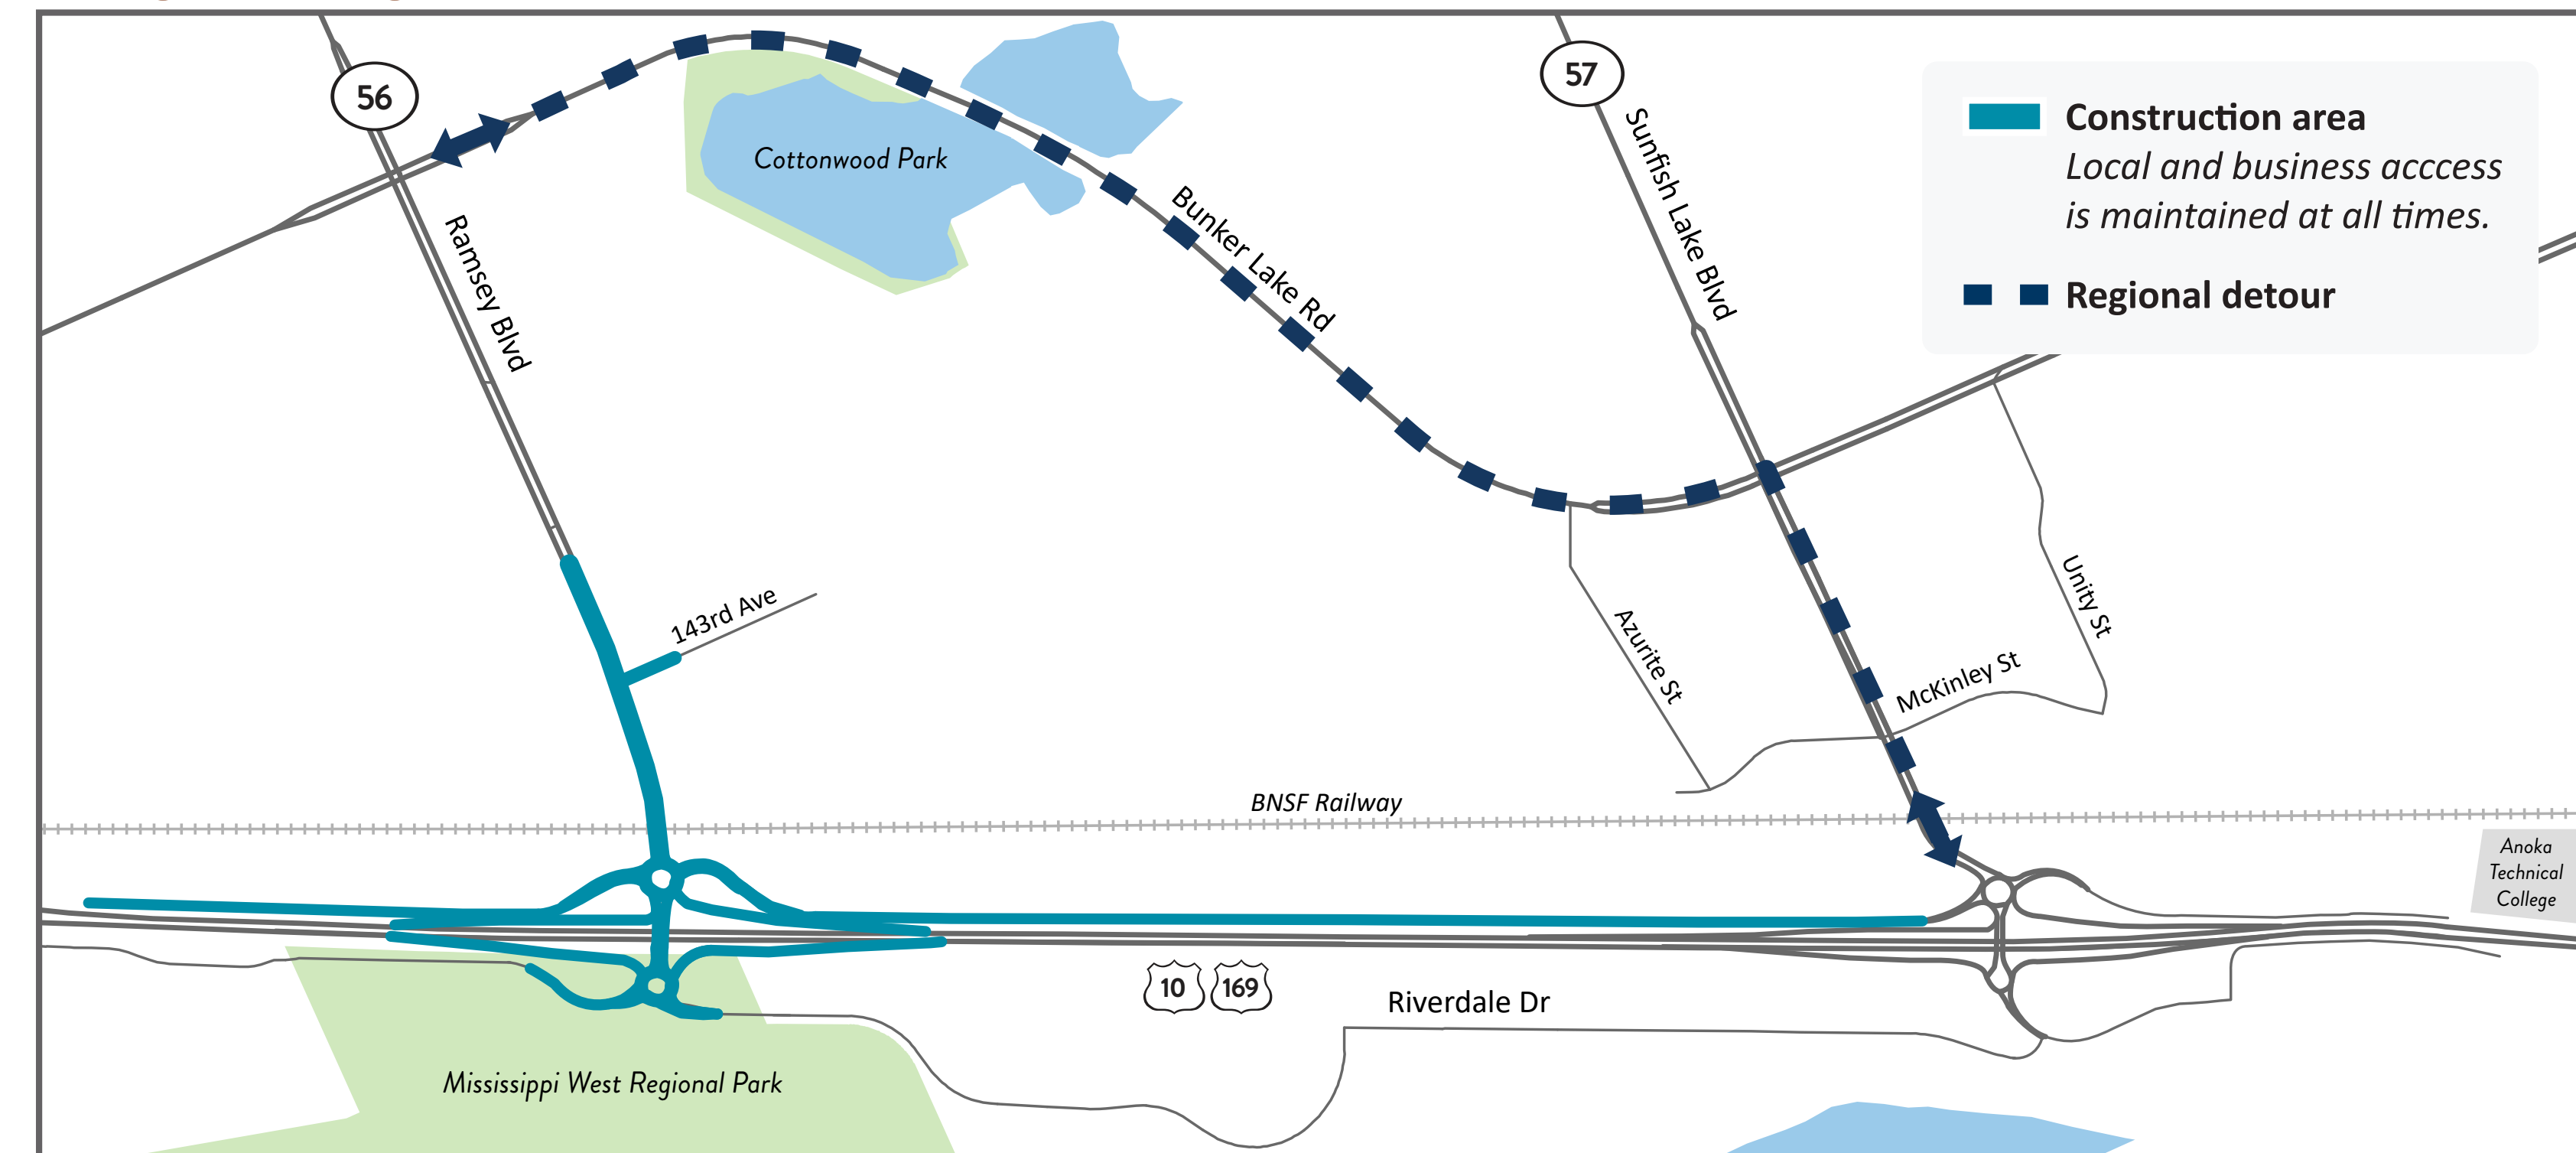 56
57
Construction area
Local and business acccess
is maintained at all times.
Regional detour
Cottonwood Park
Sunfish Lake Blvd
Bunker Lake Rd
Ramsey Blvd
143rd Ave
Azurite St
Unity St
McKinley St
BNSF Railway
Anoka
Technical
College
10 169
Riverdale Dr
Mississippi West Regional Park